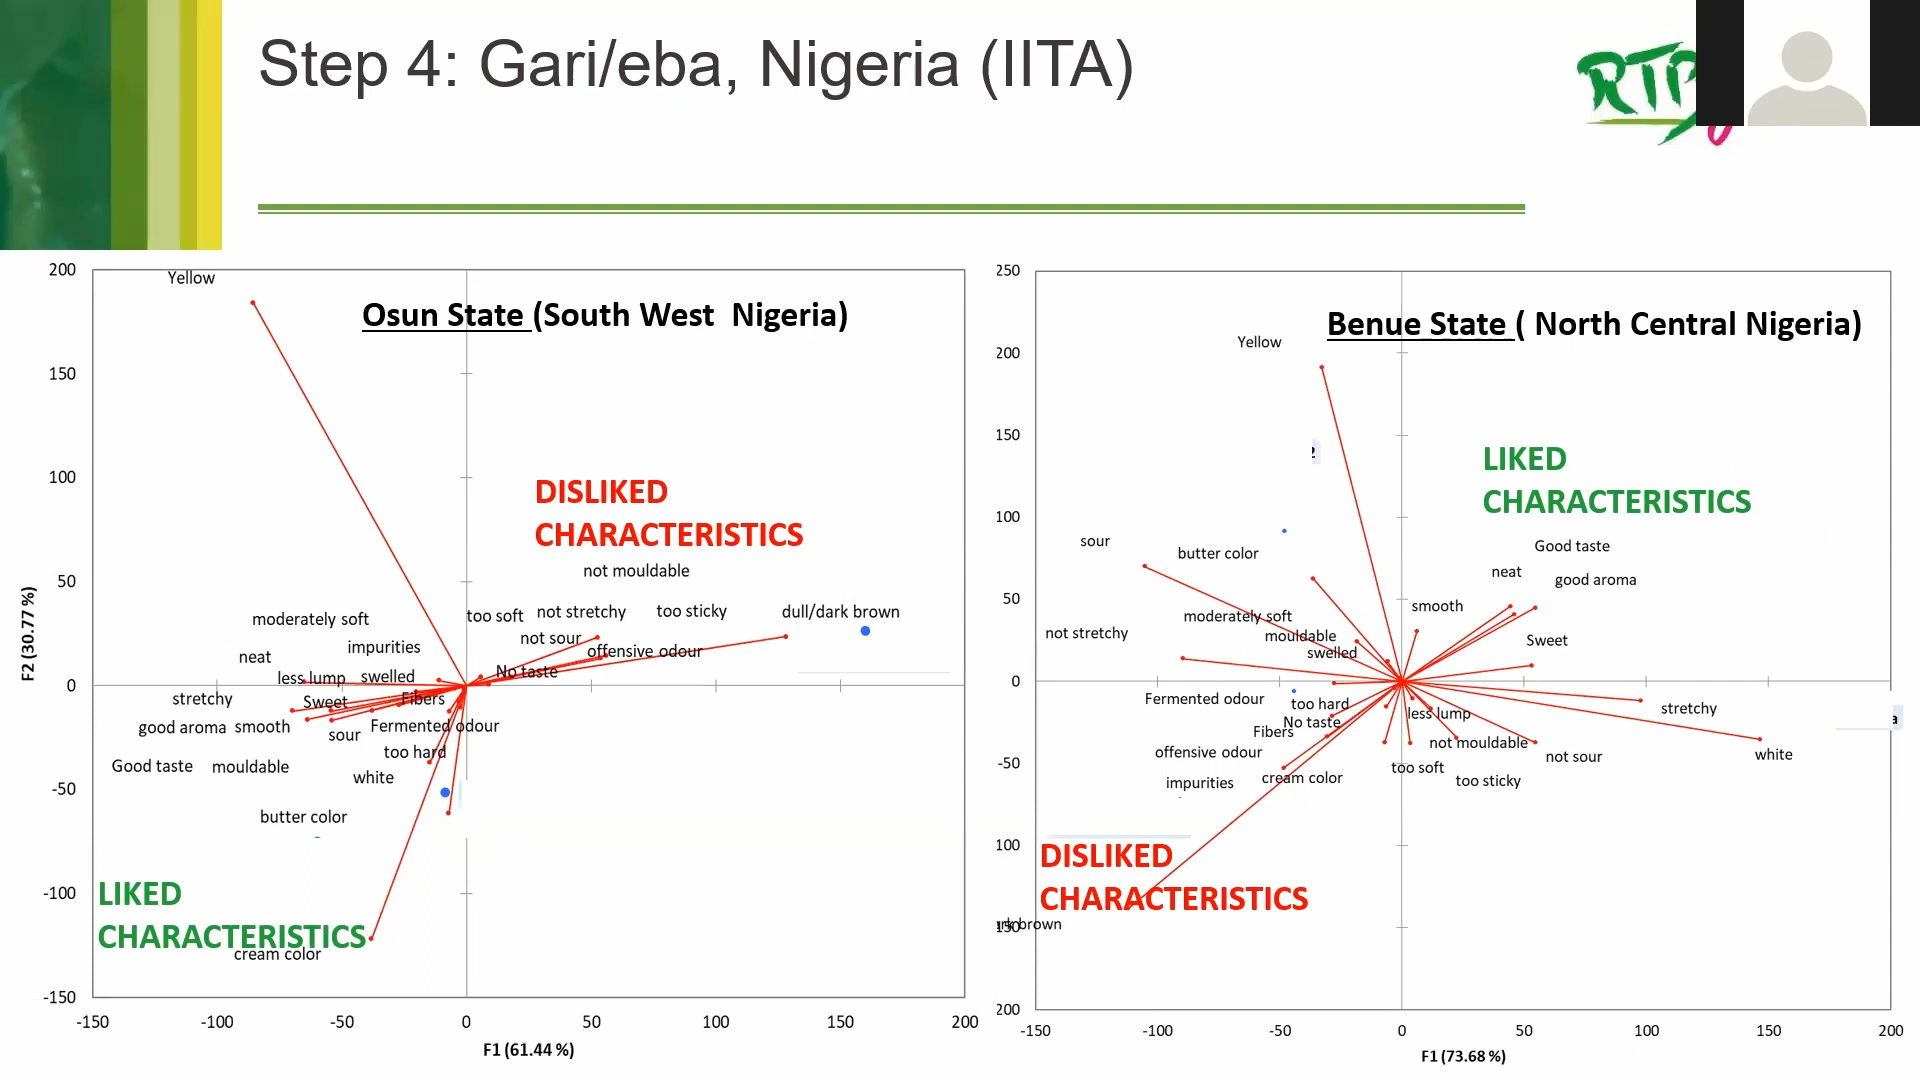 Step 4: Gari/eba, Nigeria (IITA)
RTB
Osun State (South West  Nigeria)
200
150
100
50
0
-50
-100
-150
F2 (30.77 %)
Yellow
DISLIKED
CHARACTERISTICS
not mouldable
moderately soft
too soft
not stretchy
too sticky
dull/dark brown
impurities
not sour
offensive odour
neat
less lump
swelled
No taste
stretchy
Sweet
Fibers
good aroma
smooth
sour
Fermented odour
too hard
Good taste
mouldable
white
butter color
LIKED
CHARACTERISTICS
cream color
-150
-100
-50
0
50
100
150
200
F1 (61.44 %)
Benue State ( North Central Nigeria)
250
200
150
100
50
0
-50
100
150
200
Yellow
2
LIKED
CHARACTERISTICS
sour
butter color
Good taste
neat
good aroma
moderately soft
smooth
not stretchy
mouldable
swelled
Sweet
Fermented odour
too hard
No taste
less lump
stretchy
Fibers
a
offensive odour
not mouldable
not sour
white
impurities
cream color
too soft
too sticky
DISLIKED
CHARACTERISTICS
brown
-150
-100
-50
0
50
100
150
200
F1 (73.68 %)